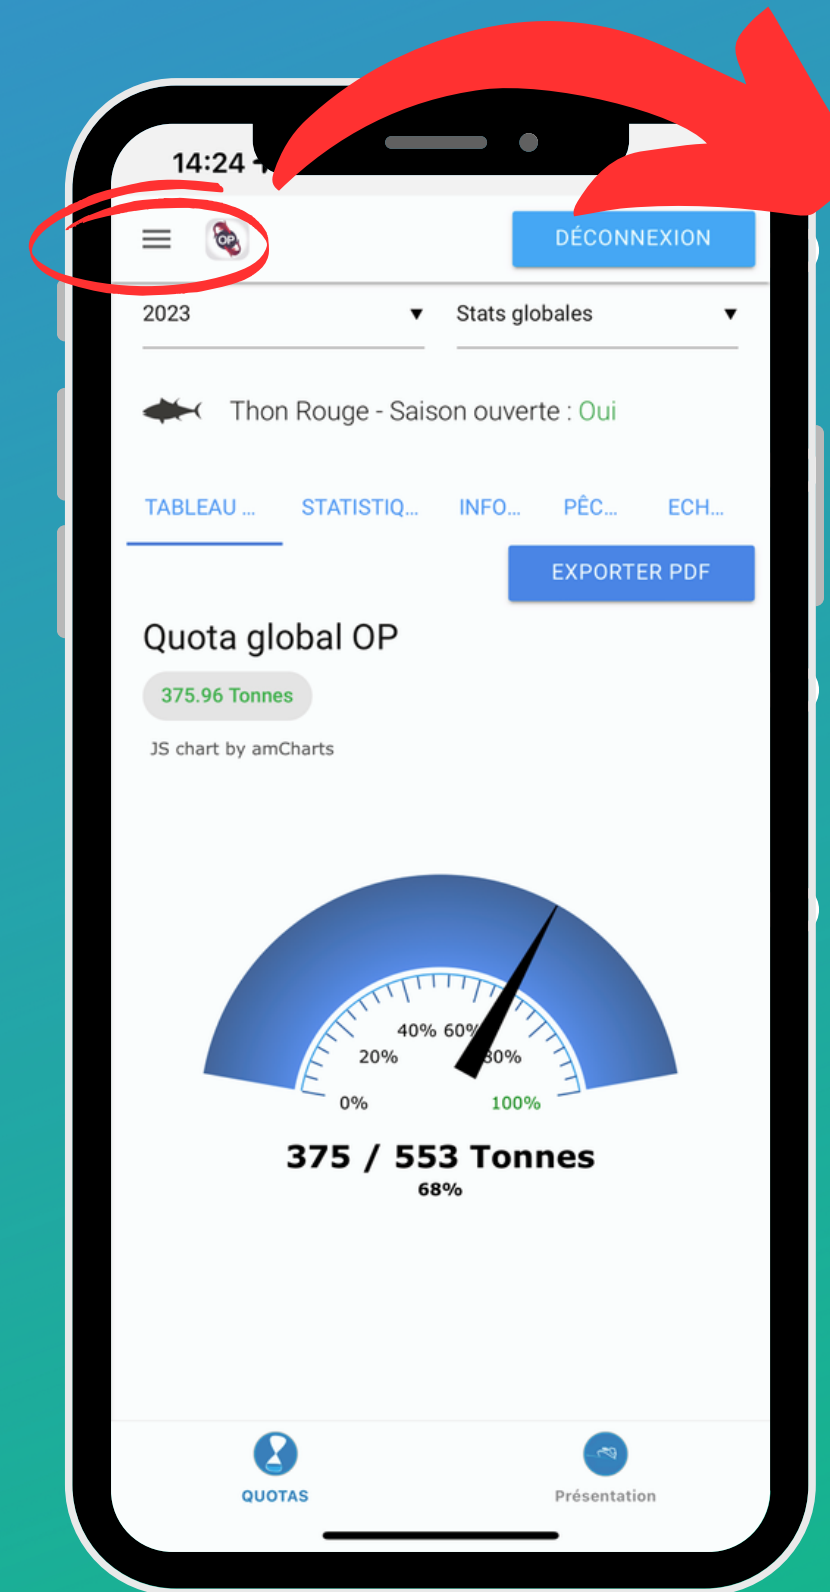 14:24
OP
DÉCONNEXION
2023 ▼ Stats globales ▼
Thon Rouge - Saison ouverte : Oui
TABLEAU ... STATISTIQ... INFO... PÊC... ECH...
EXPORTER PDF
Quota global OP
375.96 Tonnes
JS chart by amCharts
40% 60%
20% 80%
0% 100%
375 / 553 Tonnes
68%
QUOTAS Présentation